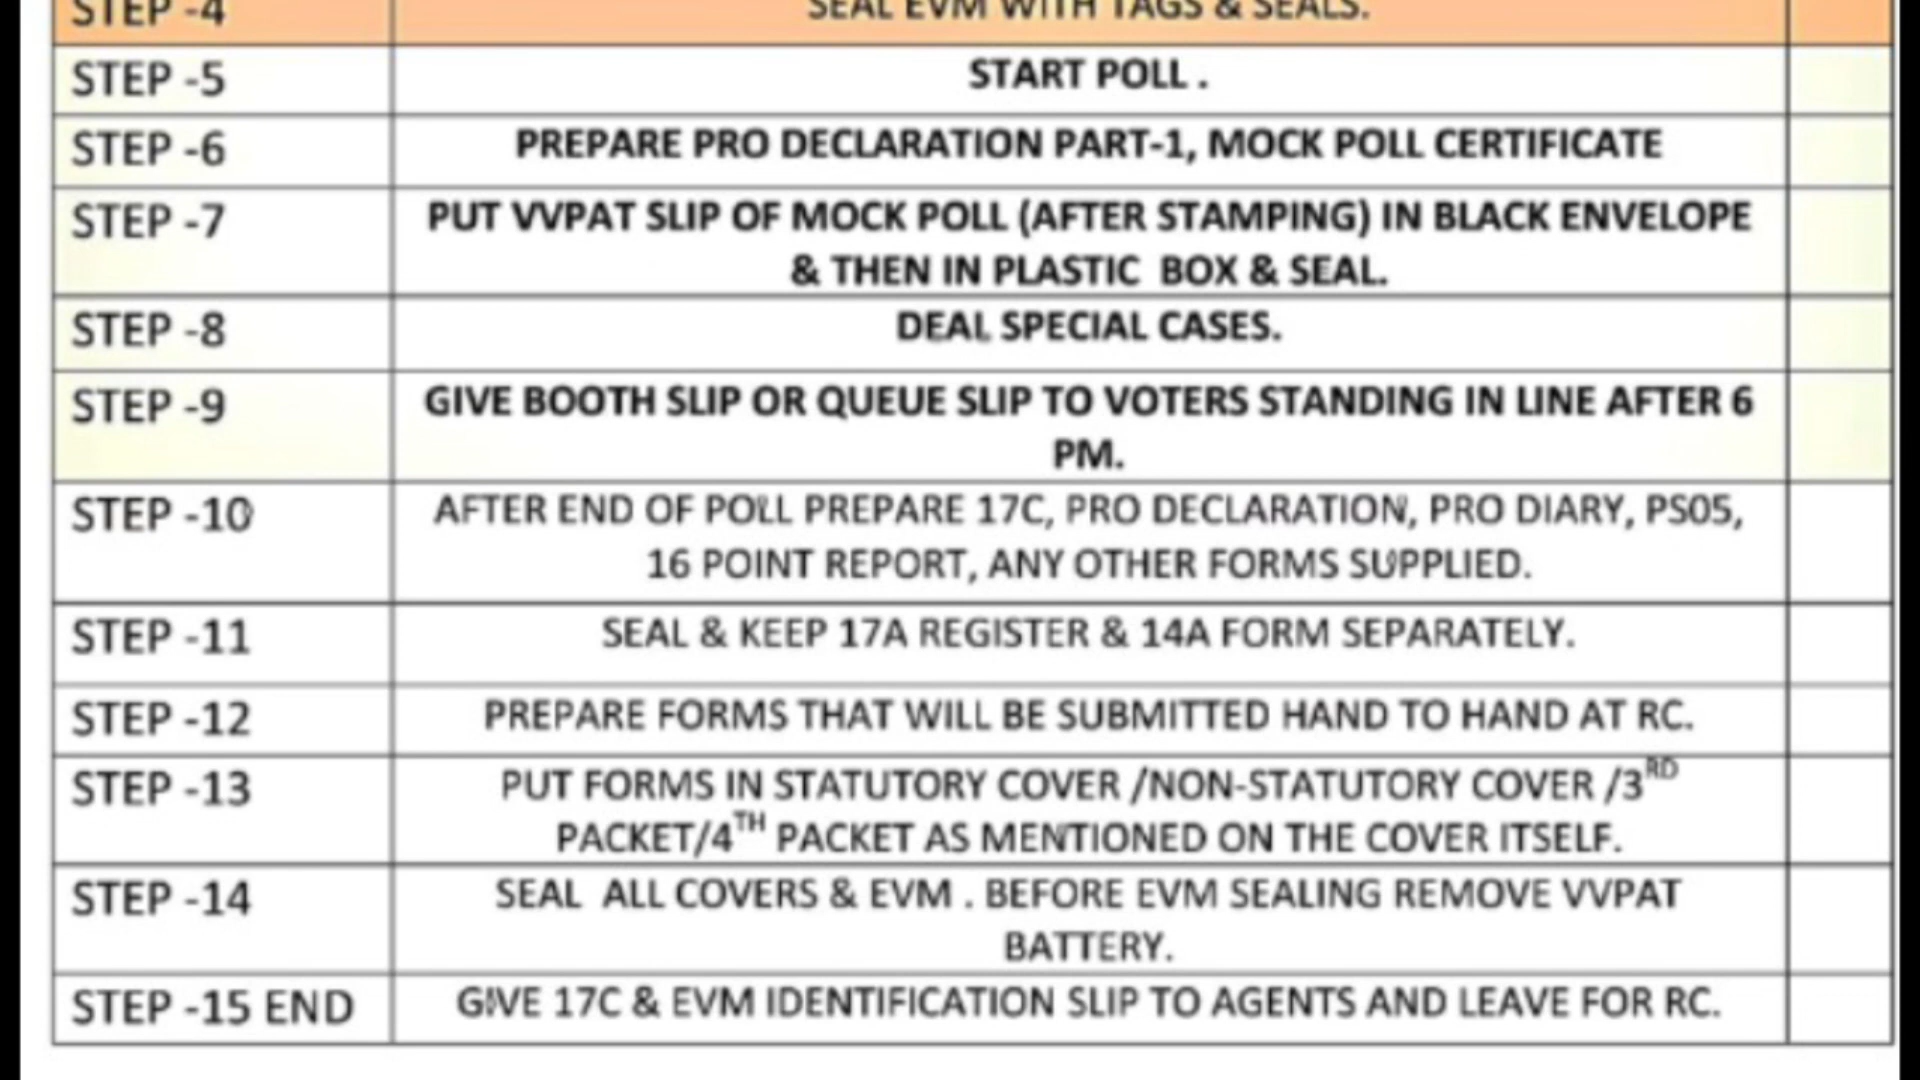 STEP -4
SEAL EVM WITH TAGS & SEALS.
STEP -5
START POLL .
STEP -6
PREPARE PRO DECLARATION PART-1, MOCK POLL CERTIFICATE
STEP -7
PUT VVPAT SLIP OF MOCK POLL (AFTER STAMPING) IN BLACK ENVELOPE
& THEN IN PLASTIC BOX & SEAL.
STEP -8
DEAL SPECIAL CASES.
STEP -9
GIVE BOOTH SLIP OR QUEUE SLIP TO VOTERS STANDING IN LINE AFTER 6
PM.
STEP -10
AFTER END OF POLL PREPARE 17C, PRO DECLARATION, PRO DIARY, PS05,
16 POINT REPORT, ANY OTHER FORMS SUPPLIED.
STEP -11
SEAL & KEEP 17A REGISTER & 14A FORM SEPARATELY.
STEP -12
PREPARE FORMS THAT WILL BE SUBMITTED HAND TO HAND AT RC.
STEP -13
PUT FORMS IN STATUTORY COVER /NON-STATUTORY COVER /3RD
PACKET/4TH PACKET AS MENTIONED ON THE COVER ITSELF.
STEP -14
SEAL ALL COVERS & EVM . BEFORE EVM SEALING REMOVE VVPAT
BATTERY.
STEP -15 END
GIVE 17C & EVM IDENTIFICATION SLIP TO AGENTS AND LEAVE FOR RC.